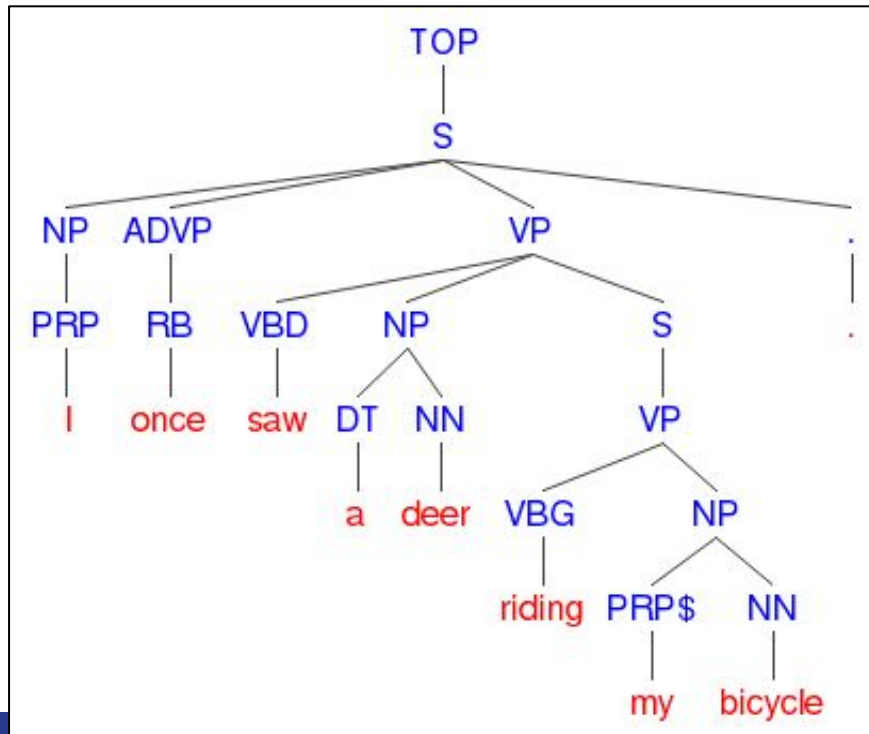 TOP
S
NP ADVP VP .
PRP RB VBD NP S .
I once saw DT NN VP
a deer VBG NP
riding PRP$ NN
my bicycle